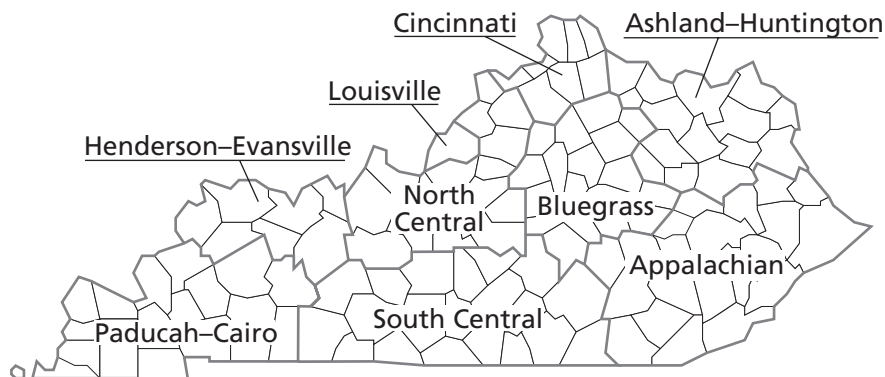 Cincinnati
Ashland–Huntington
Louisville
Henderson–Evansville
North
Central
Bluegrass
Appalachian
South Central
Paducah–Cairo